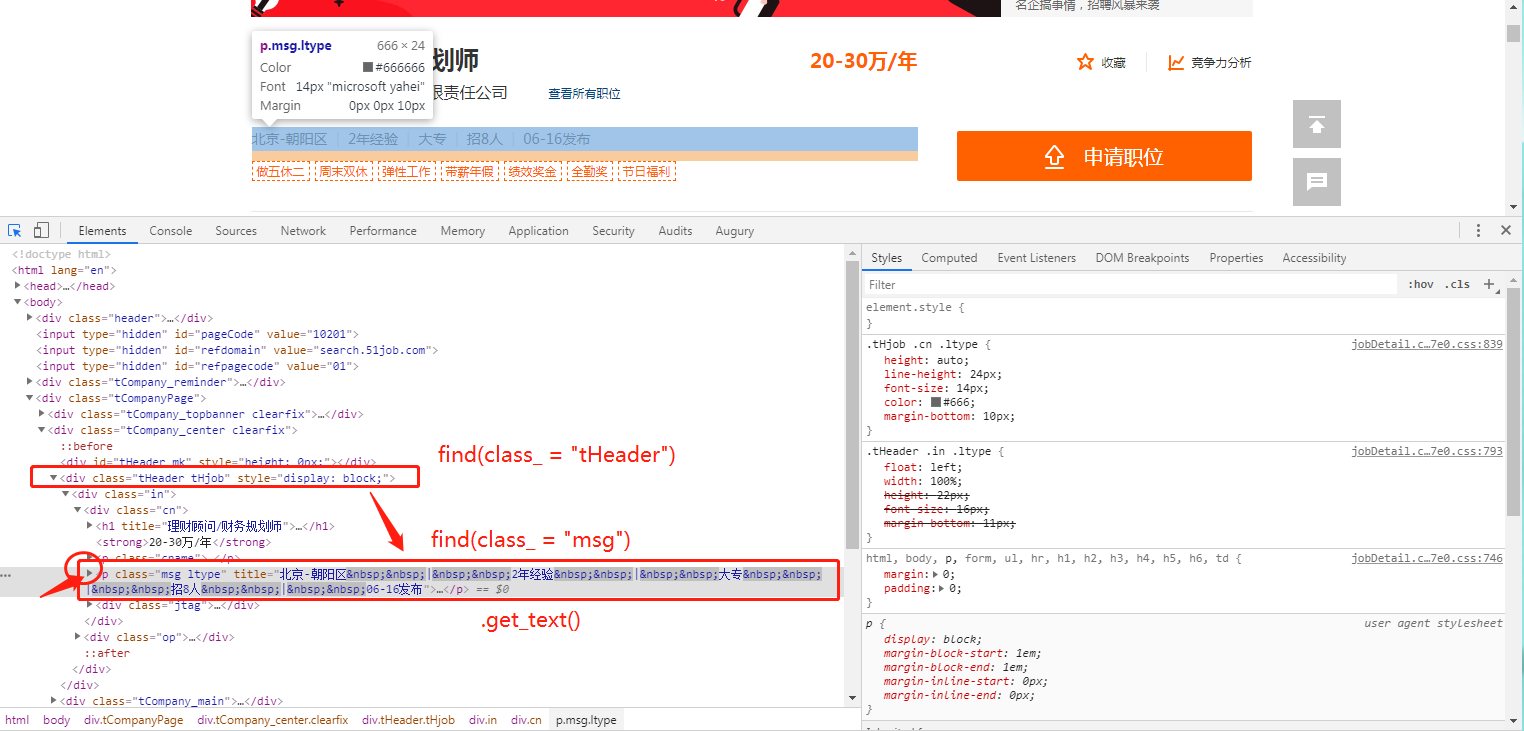 名企搞事情，招聘风暴来袭
p.msg.ltype 666 × 24
Color #666666
Font 14px "microsoft yahei"
Margin 0px 0px 10px
划师
20-30万/年
收藏
竞争力分析
限责任公司
查看所有职位
北京-朝阳区 | 2年经验 | 大专 | 招8人 | 06-16发布
申请职位
做五休二 周末双休 弹性工作 带薪年假 绩效奖金 全勤奖 节日福利
Elements Console Sources Network Performance Memory Application Security Audits Augury
<!doctype html>
<html lang="en">
<head>…</head>
<body>
<div class="header">…</div>
<input type="hidden" id="pageCode" value="10201">
<input type="hidden" id="refdomain" value="search.51job.com">
<input type="hidden" id="refpagecode" value="01">
<div class="tCompany_reminder">…</div>
<div class="tCompanyPage">
<div class="tCompany_topbanner clearfix">…</div>
<div class="tCompany_center clearfix">
::before
<div id="tHeader_mk" style="height: 0px;"></div>
find(class_ = "tHeader")
<div class="tHeader tHjob" style="display: block;">
<div class="in">
<div class="cn">
<h1 title="理财顾问/财务规划师">…</h1>
<strong>20-30万/年</strong>
find(class_ = "msg")
<p class="cname">…</p>
<p class="msg ltype" title="北京-朝阳区&nbsp;&nbsp;|&nbsp;&nbsp;2年经验&nbsp;&nbsp;|&nbsp;&nbsp;大专&nbsp;&nbsp;
|&nbsp;&nbsp;招8人&nbsp;&nbsp;|&nbsp;&nbsp;06-16发布">…</p> == $0
<div class="jtag">…</div>
.get_text()
</div>
<div class="op">…</div>
::after
</div>
</div>
<div class="tCompany_main">…</div>
html body div.tCompanyPage div.tCompany_center.clearfix div.tHeader.tHjob div.in div.cn p.msg.ltype
Styles Computed Event Listeners DOM Breakpoints Properties Accessibility
Filter :hov .cls +
element.style {
}
.tHjob .cn .ltype { jobDetail.c…7e0.css:839
height: auto;
line-height: 24px;
font-size: 14px;
color: #666;
margin-bottom: 10px;
}
.tHeader .in .ltype { jobDetail.c…7e0.css:793
float: left;
width: 100%;
height: 22px;
font-size: 16px;
margin-bottom: 11px;
}
html, body, p, form, ul, hr, h1, h2, h3, h4, h5, h6, td { jobDetail.c…7e0.css:746
margin: 0;
padding: 0;
}
p { user agent stylesheet
display: block;
margin-block-start: 1em;
margin-block-end: 1em;
margin-inline-start: 0px;
margin-inline-end: 0px;
}